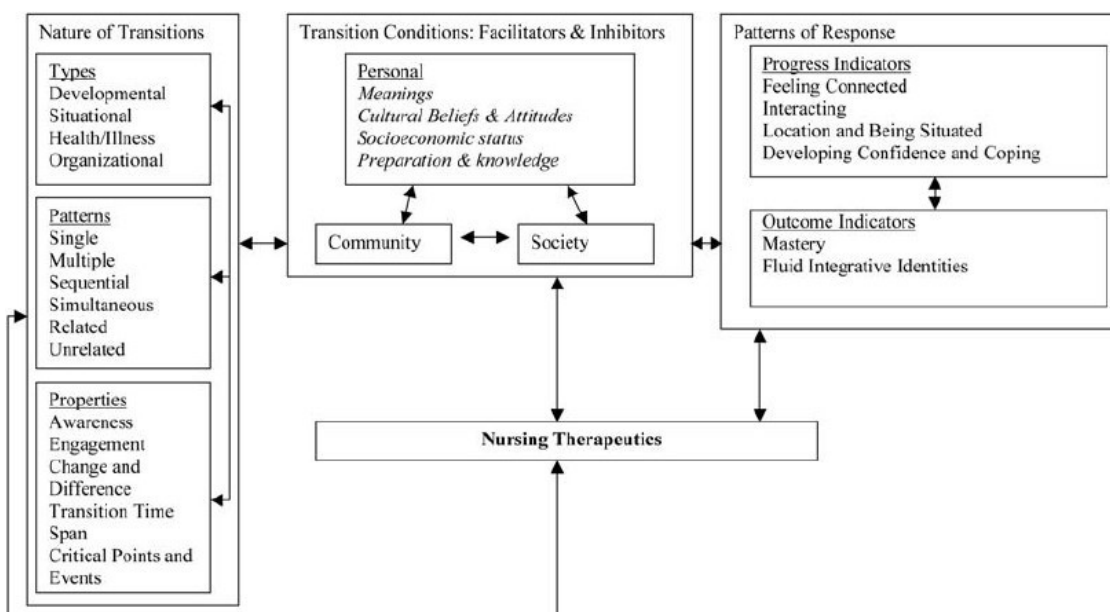 Nature of Transitions
Types
Developmental
Situational
Health/Illness
Organizational
Patterns
Single
Multiple
Sequential
Simultaneous
Related
Unrelated
Properties
Awareness
Engagement
Change and
Difference
Transition Time
Span
Critical Points and
Events
Transition Conditions: Facilitators & Inhibitors
Personal
Meanings
Cultural Beliefs & Attitudes
Socioeconomic status
Preparation & knowledge
Community
Society
Patterns of Response
Progress Indicators
Feeling Connected
Interacting
Location and Being Situated
Developing Confidence and Coping
Outcome Indicators
Mastery
Fluid Integrative Identities
Nursing Therapeutics